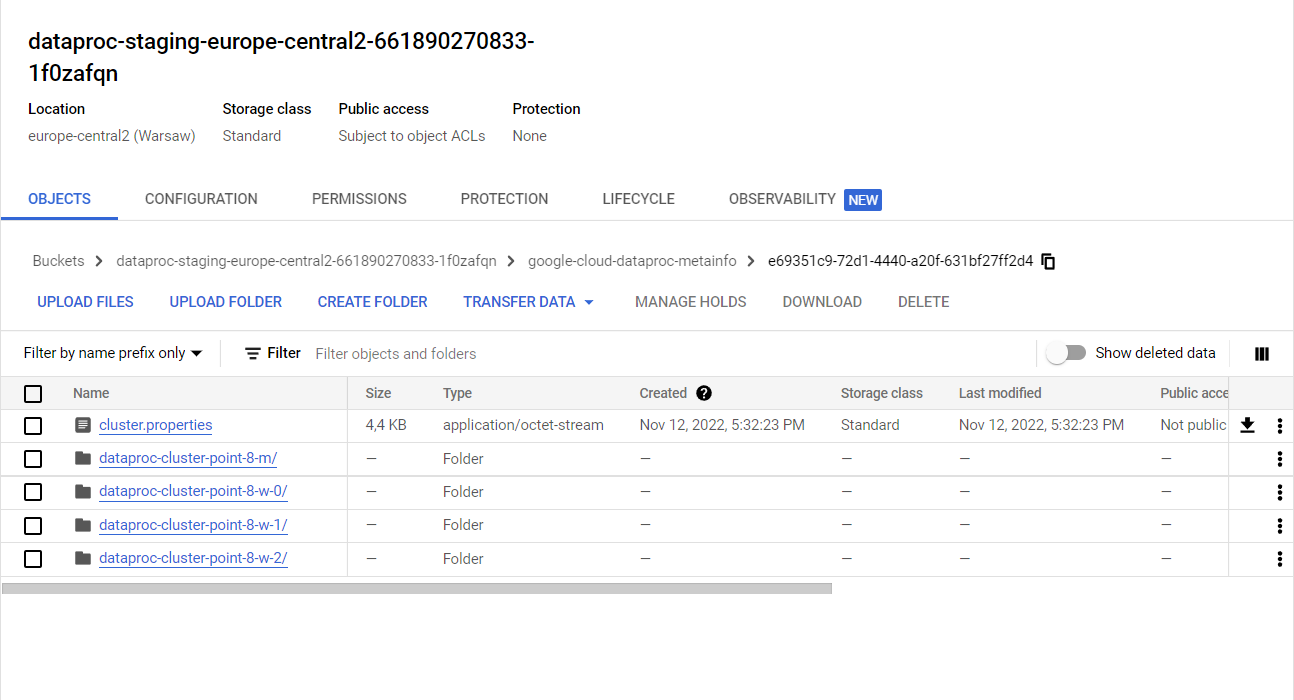 dataproc-staging-europe-central2-661890270833-
1f0zafqn
Location Storage class Public access Protection
europe-central2 (Warsaw) Standard Subject to object ACLs None
OBJECTS CONFIGURATION PERMISSIONS PROTECTION LIFECYCLE OBSERVABILITY NEW
Buckets > dataproc-staging-europe-central2-661890270833-1f0zafqn > google-cloud-dataproc-metainfo > e69351c9-72d1-4440-a20f-631bf27ff2d4
UPLOAD FILES UPLOAD FOLDER CREATE FOLDER TRANSFER DATA MANAGE HOLDS DOWNLOAD DELETE
Filter by name prefix only Filter Filter objects and folders Show deleted data
Name Size Type Created Storage class Last modified Public acce
cluster.properties 4,4 KB application/octet-stream Nov 12, 2022, 5:32:23 PM Standard Nov 12, 2022, 5:32:23 PM Not public
dataproc-cluster-point-8-m/ — Folder — — — —
dataproc-cluster-point-8-w-0/ — Folder — — — —
dataproc-cluster-point-8-w-1/ — Folder — — — —
dataproc-cluster-point-8-w-2/ — Folder — — — —